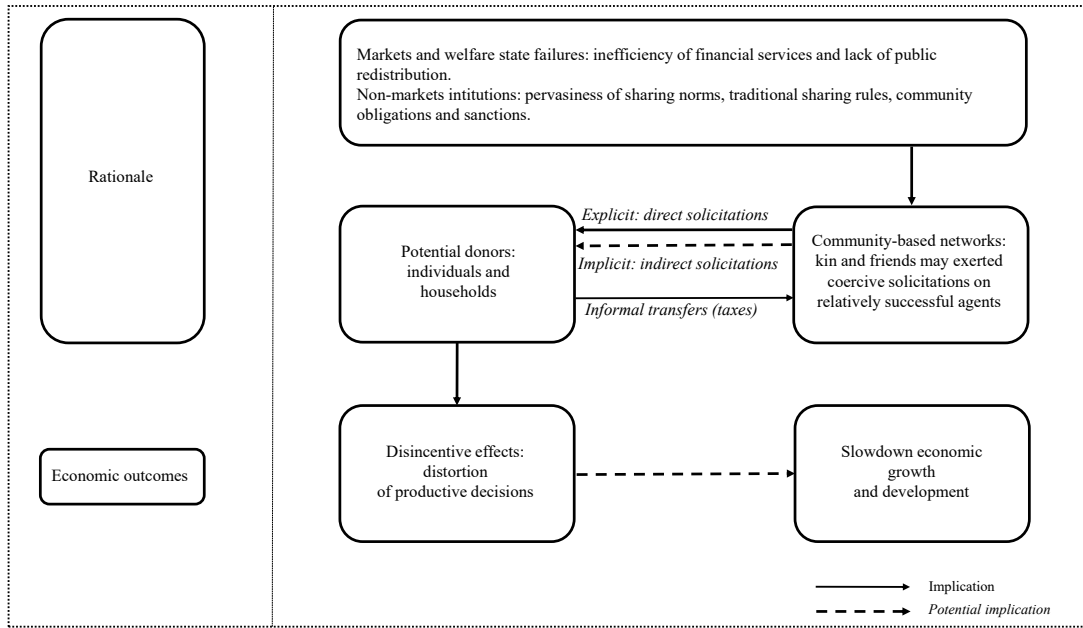 Rationale
Markets and welfare state failures: inefficiency of financial services and lack of public
redistribution.
Non-markets intitutions: pervasiness of sharing norms, traditional sharing rules, community
obligations and sanctions.
Potential donors:
individuals and
households
Explicit: direct solicitations
Implicit: indirect solicitations
Informal transfers (taxes)
Community-based networks:
kin and friends may exerted
coercive solicitations on
relatively successful agents
Economic outcomes
Disincentive effects:
distortion
of productive decisions
Slowdown economic
growth
and development
Implication
Potential implication